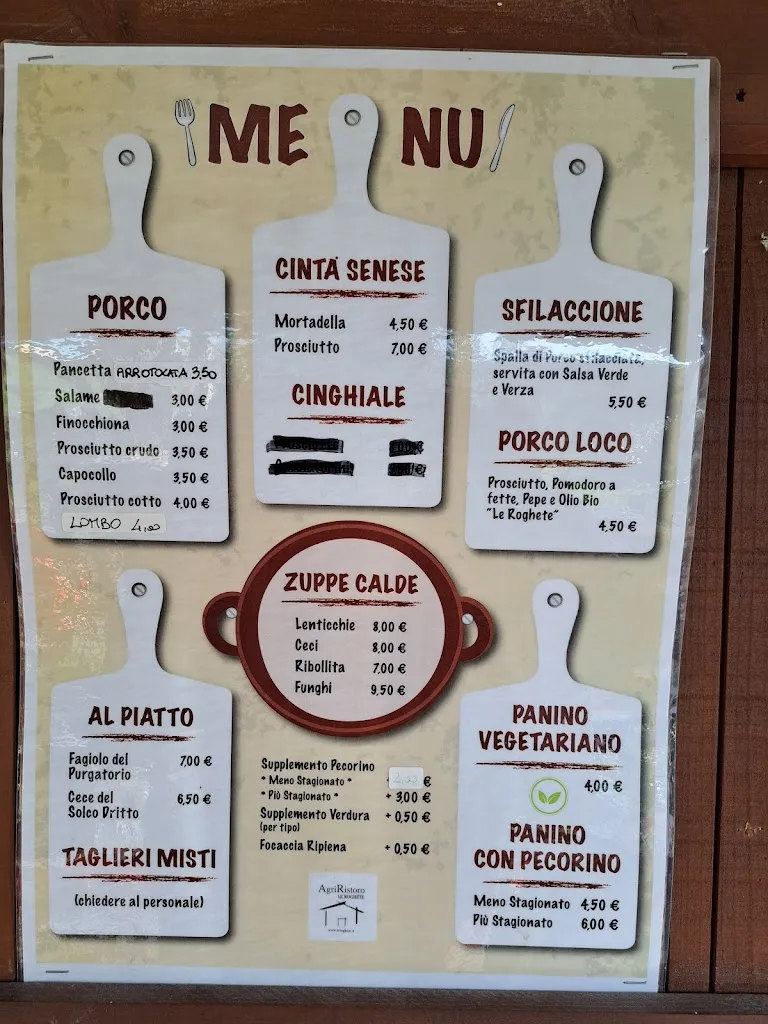 MENU
PORCO
Pancetta ARROTOCATA 3,50
Salame 3,00 €
Finocchiona 3,00 €
Prosciutto crudo 3,50 €
Capocollo 3,50 €
Prosciutto cotto 4,00 €
LOMBO 4,00
CINTA SENESE
Mortadella 4,50 €
Prosciutto 7,00 €
CINGHIALE
SFILACCIONE
Spalla di Porco sfilacciata,
servita con Salsa Verde
e Verza
5,50 €
PORCO LOCO
Prosciutto, Pomodoro a
fette, Pepe e Olio Bio
"Le Roghete"
4,50 €
ZUPPE CALDE
Lenticchie 8,00 €
Ceci 8,00 €
Ribollita 7,00 €
Funghi 9,50 €
AL PIATTO
Fagiolo del 7,00 €
Purgatorio
Cece del 6,50 €
Solco Dritto
TAGLIERI MISTI
(chiedere al personale)
Supplemento Pecorino
* Meno Stagionato * €
* Più Stagionato * + 3,00 €
Supplemento Verdura + 0,50 €
(per tipo)
Focaccia Ripiena + 0,50 €
AgriRistoro
LE ROGHETE
PANINO
VEGETARIANO
4,00 €
PANINO
CON PECORINO
Meno Stagionato 4,50 €
Più Stagionato 6,00 €